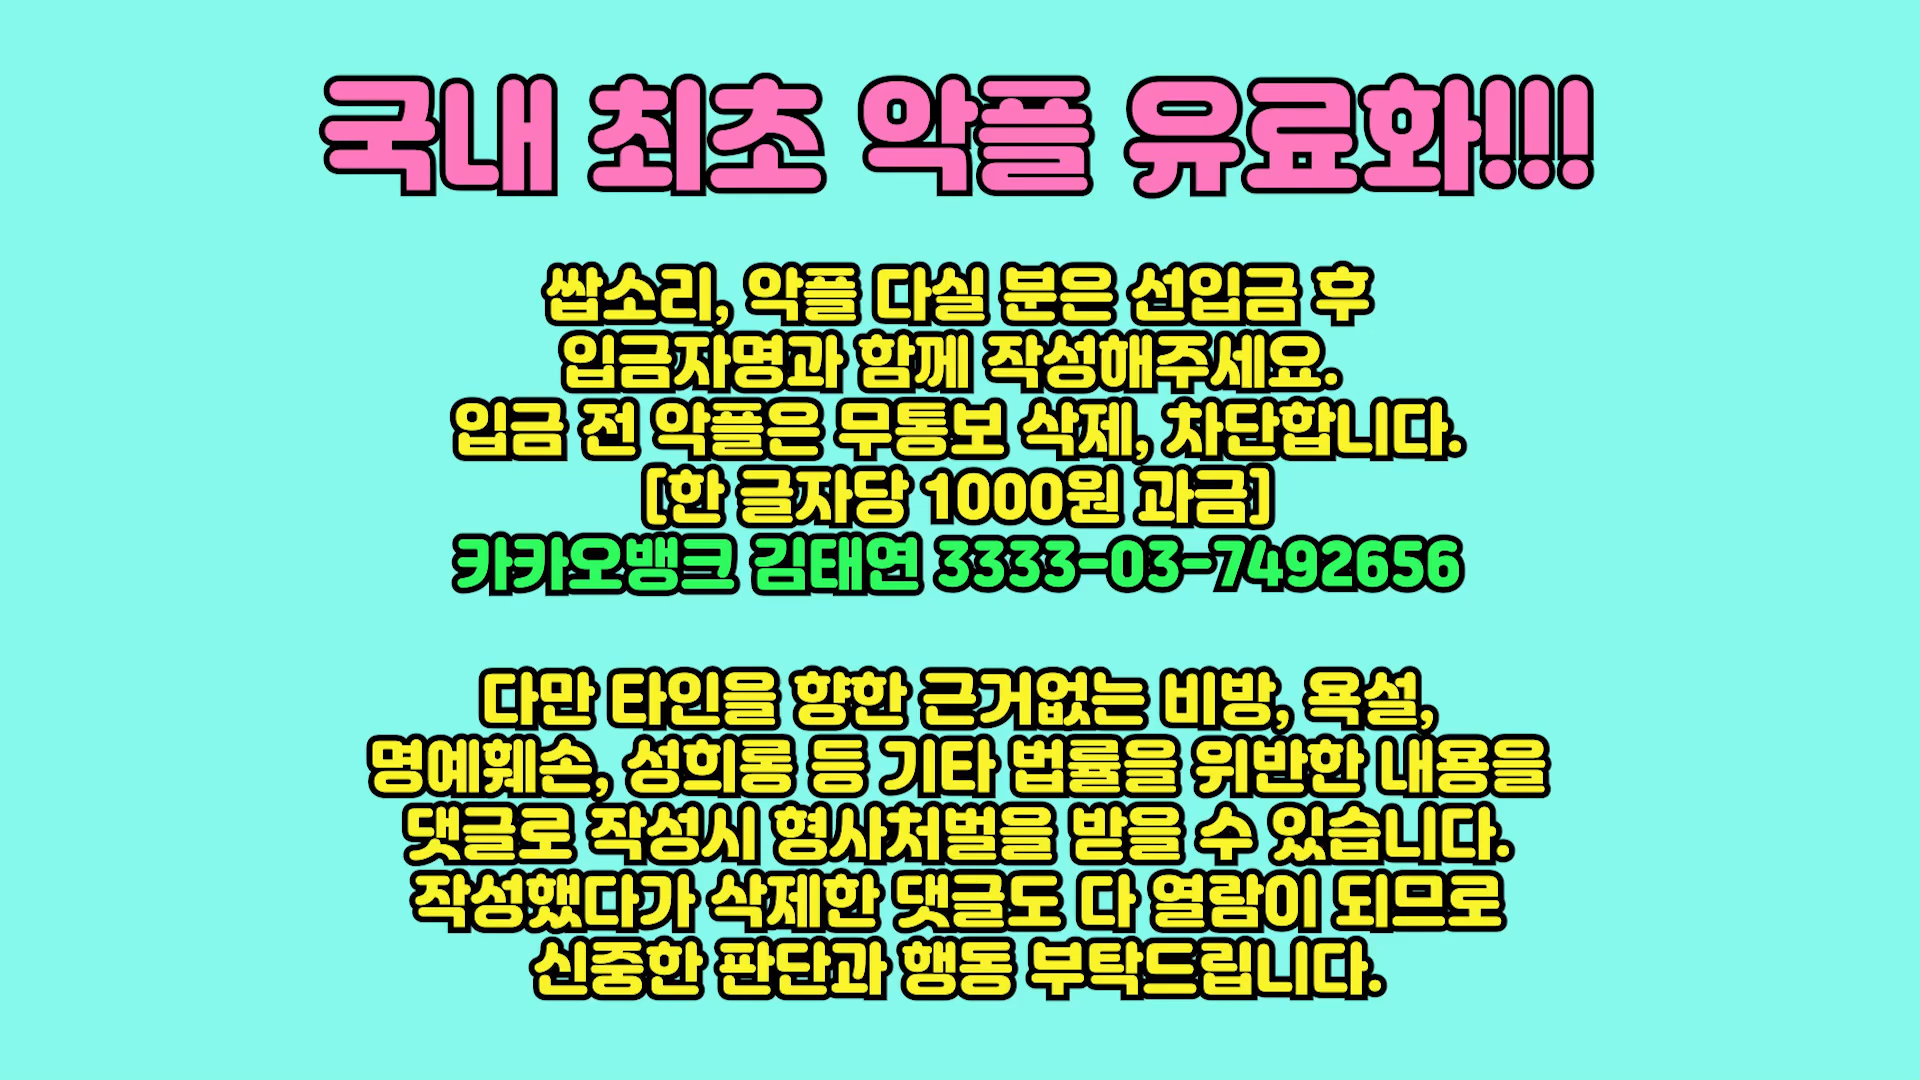 국내 최초 악플 유료화!!!
쌉소리, 악플 다실 분은 선입금 후
입금자명과 함께 작성해주세요.
입금 전 악플은 무통보 삭제, 차단합니다.
[한 글자당 1000원 과금]
카카오뱅크 김태연 3333-03-7492656
다만 타인을 향한 근거없는 비방, 욕설,
명예훼손, 성희롱 등 기타 법률을 위반한 내용을
댓글로 작성시 형사처벌을 받을 수 있습니다.
작성했다가 삭제한 댓글도 다 열람이 되므로
신중한 판단과 행동 부탁드립니다.